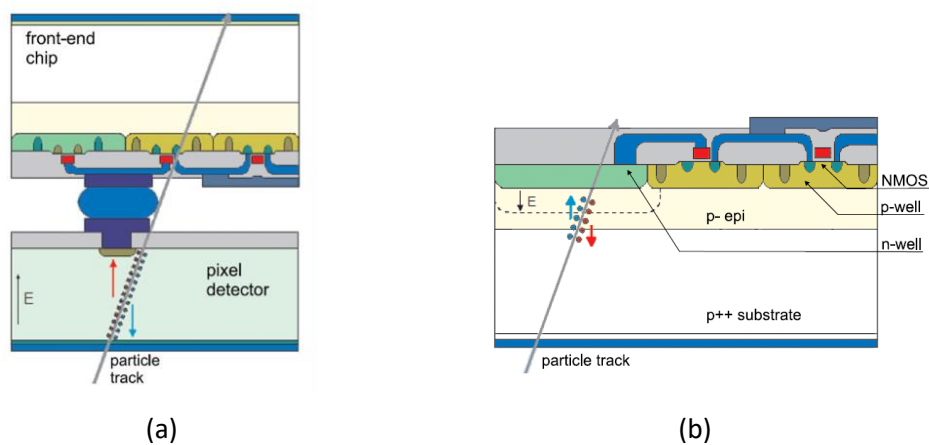 front-end
chip
pixel
detector
E
particle
track
(a)
NMOS
p-well
E
p- epi
n-well
p++ substrate
particle track
(b)